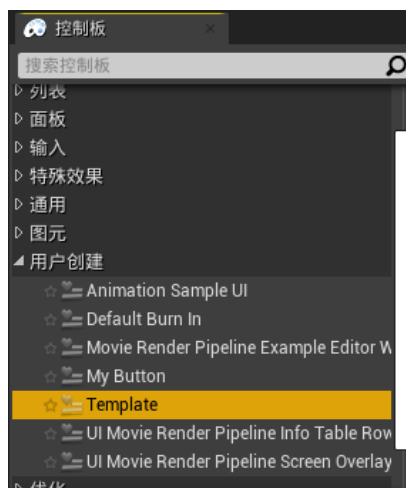 控制板
搜索控制板
列表
面板
输入
特殊效果
通用
图元
用户创建
Animation Sample UI
Default Burn In
Movie Render Pipeline Example Editor W
My Button
Template
UI Movie Render Pipeline Info Table Row
UI Movie Render Pipeline Screen Overlay
优化